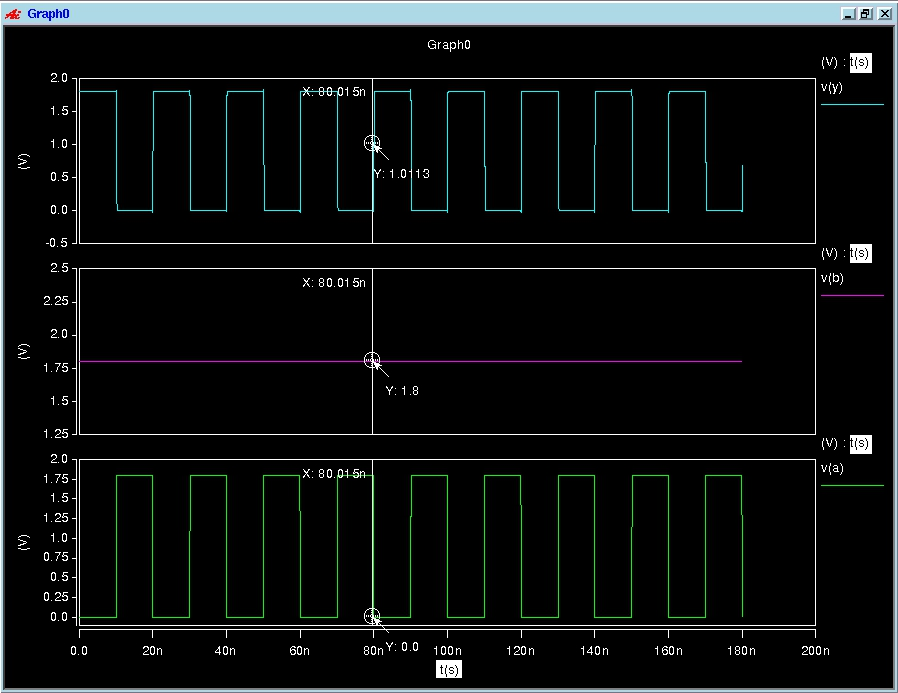 Graph0
Graph0
(V) : t(s)
v(y)
2.0
1.5
1.0
0.5
0.0
-0.5
(V)
X: 80.015n
Y: 1.0113
(V) : t(s)
v(b)
2.5
2.25
2.0
1.75
1.5
1.25
(V)
X: 80.015n
Y: 1.8
(V) : t(s)
v(a)
2.0
1.75
1.5
1.25
1.0
0.75
0.5
0.25
0.0
(V)
X: 80.015n
Y: 0.0
0.0 20n 40n 60n 80n 100n 120n 140n 160n 180n 200n
t(s)